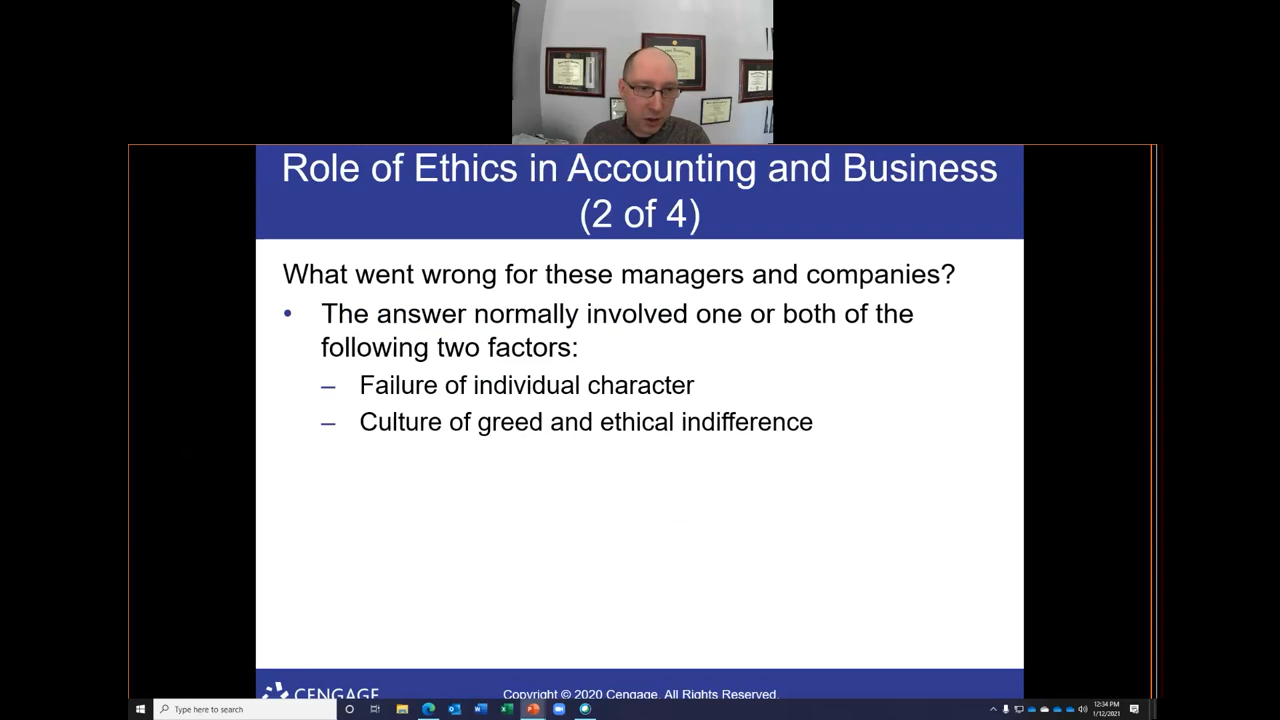 Role of Ethics in Accounting and Business
(2 of 4)
What went wrong for these managers and companies?
• The answer normally involved one or both of the
following two factors:
– Failure of individual character
– Culture of greed and ethical indifference
CENGAGE
Copyright © 2020 Cengage. All Rights Reserved.
Type here to search
12:34 PM
1/12/2021